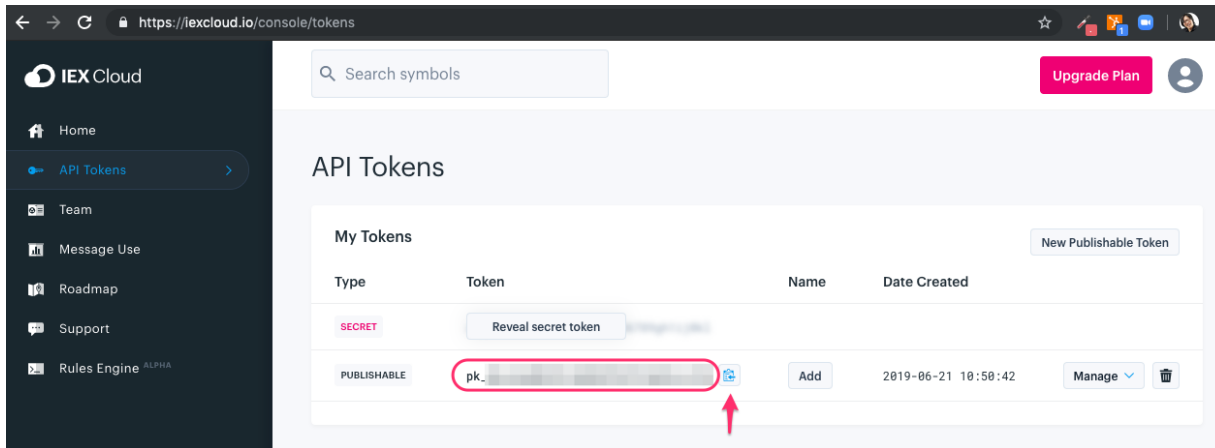 https://iexcloud.io/console/tokens
IEX Cloud
Search symbols
Upgrade Plan
Home
API Tokens
Team
Message Use
Roadmap
Support
Rules Engine ALPHA
API Tokens
My Tokens
New Publishable Token
Type Token Name Date Created
SECRET Reveal secret token
PUBLISHABLE pk_ Add 2019-06-21 10:50:42 Manage